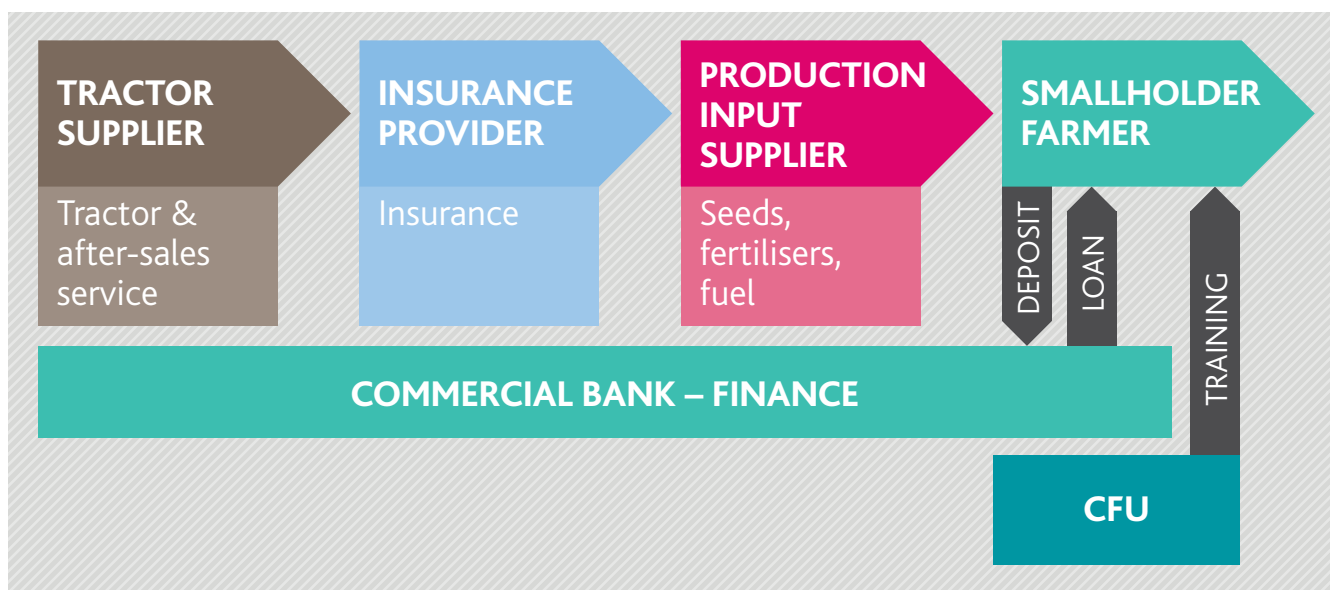 TRACTOR
SUPPLIER
Tractor &
after-sales
service
INSURANCE
PROVIDER
Insurance
PRODUCTION
INPUT
SUPPLIER
Seeds,
fertilisers,
fuel
SMALLHOLDER
FARMER
DEPOSIT
LOAN
TRAINING
COMMERCIAL BANK – FINANCE
CFU